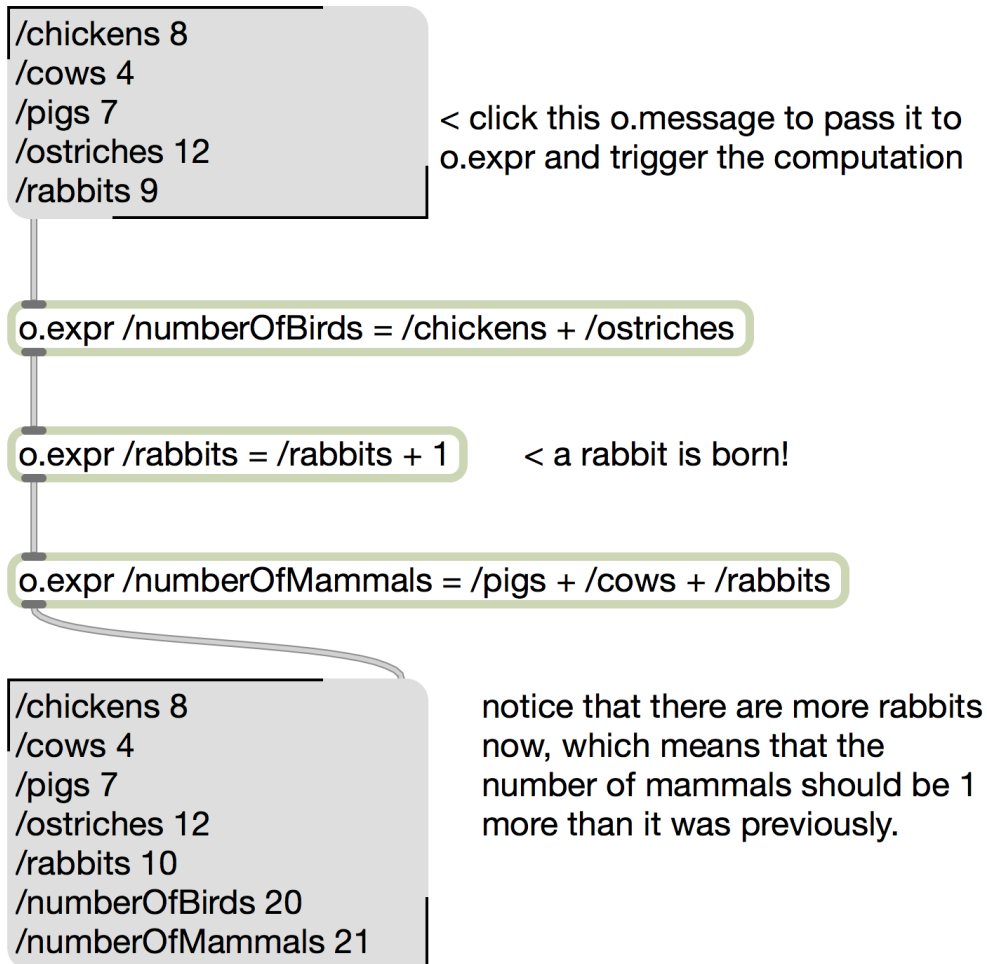 /chickens 8
/cows 4
/pigs 7
/ostriches 12
/rabbits 9
< click this o.message to pass it to
o.expr and trigger the computation
o.expr /numberOfBirds = /chickens + /ostriches
o.expr /rabbits = /rabbits + 1
< a rabbit is born!
o.expr /numberOfMammals = /pigs + /cows + /rabbits
/chickens 8
/cows 4
/pigs 7
/ostriches 12
/rabbits 10
/numberOfBirds 20
/numberOfMammals 21
notice that there are more rabbits
now, which means that the
number of mammals should be 1
more than it was previously.